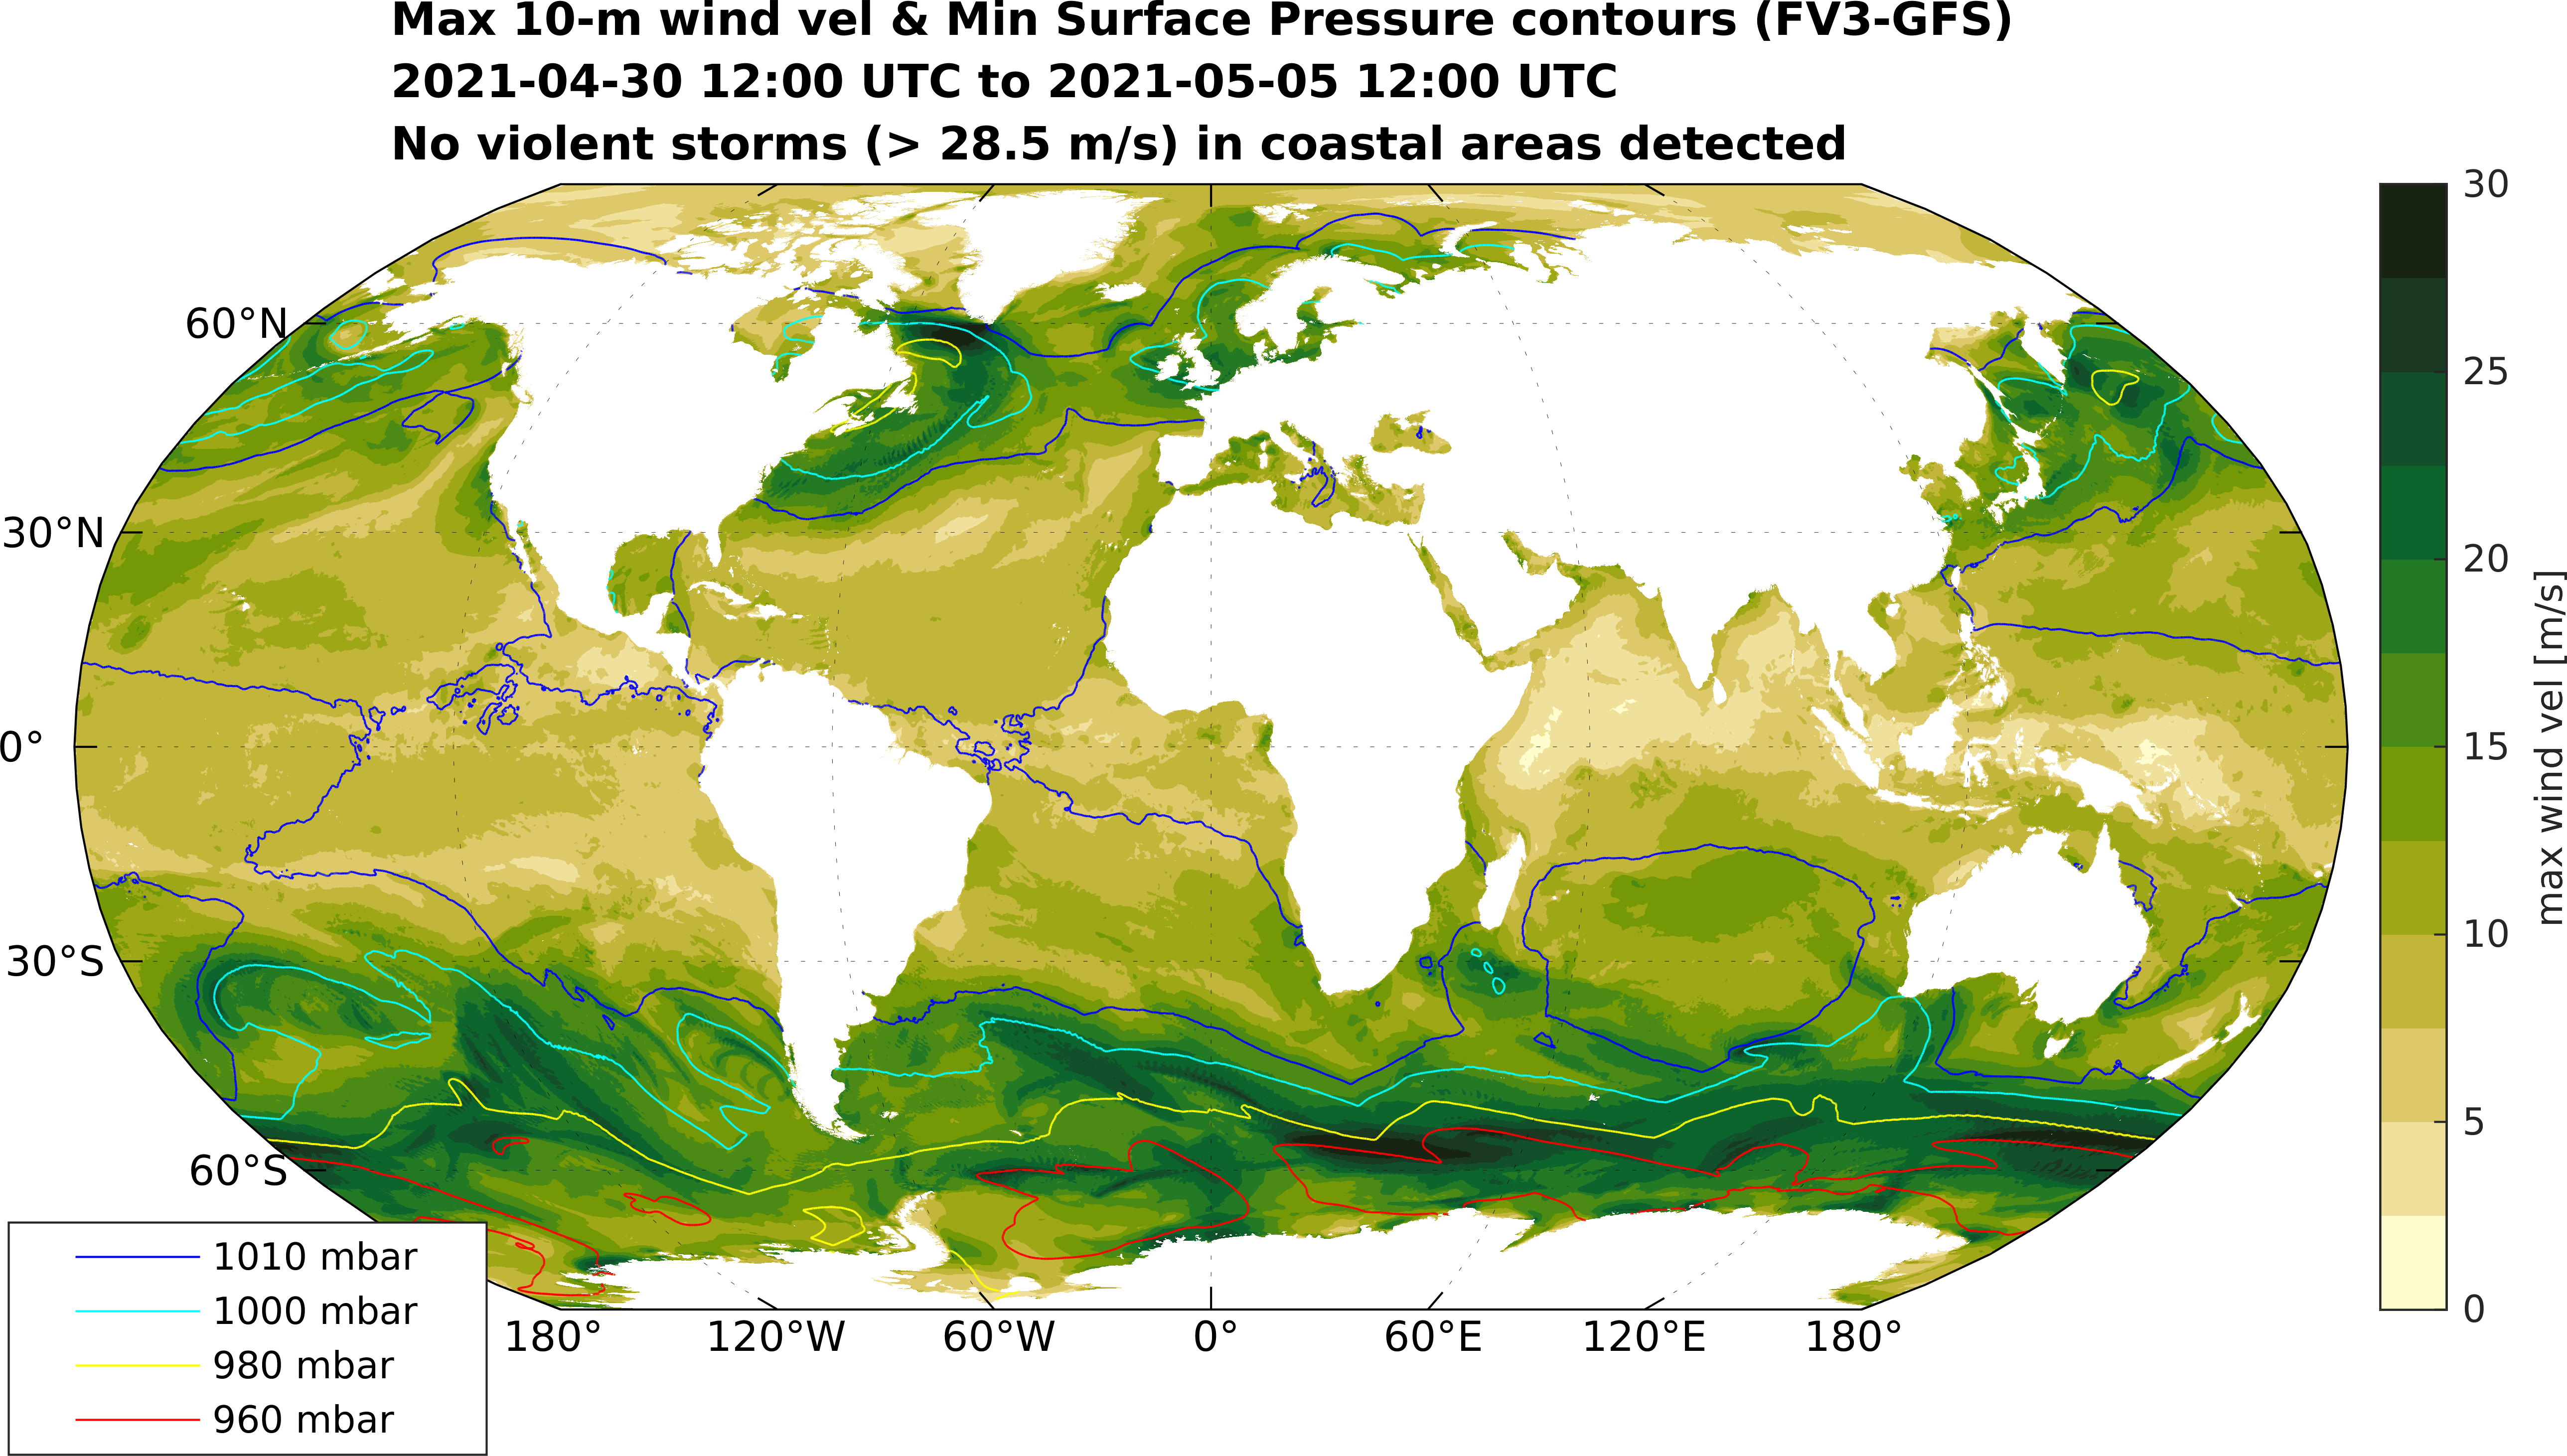 Max 10-m wind vel & Min Surface Pressure contours (FV3-GFS)
2021-04-30 12:00 UTC to 2021-05-05 12:00 UTC
No violent storms (> 28.5 m/s) in coastal areas detected
60°N
30°N
0°
30°S
60°S
180°
120°W
60°W
0°
60°E
120°E
180°
30
25
20
15
10
5
0
max wind vel [m/s]
1010 mbar
1000 mbar
980 mbar
960 mbar